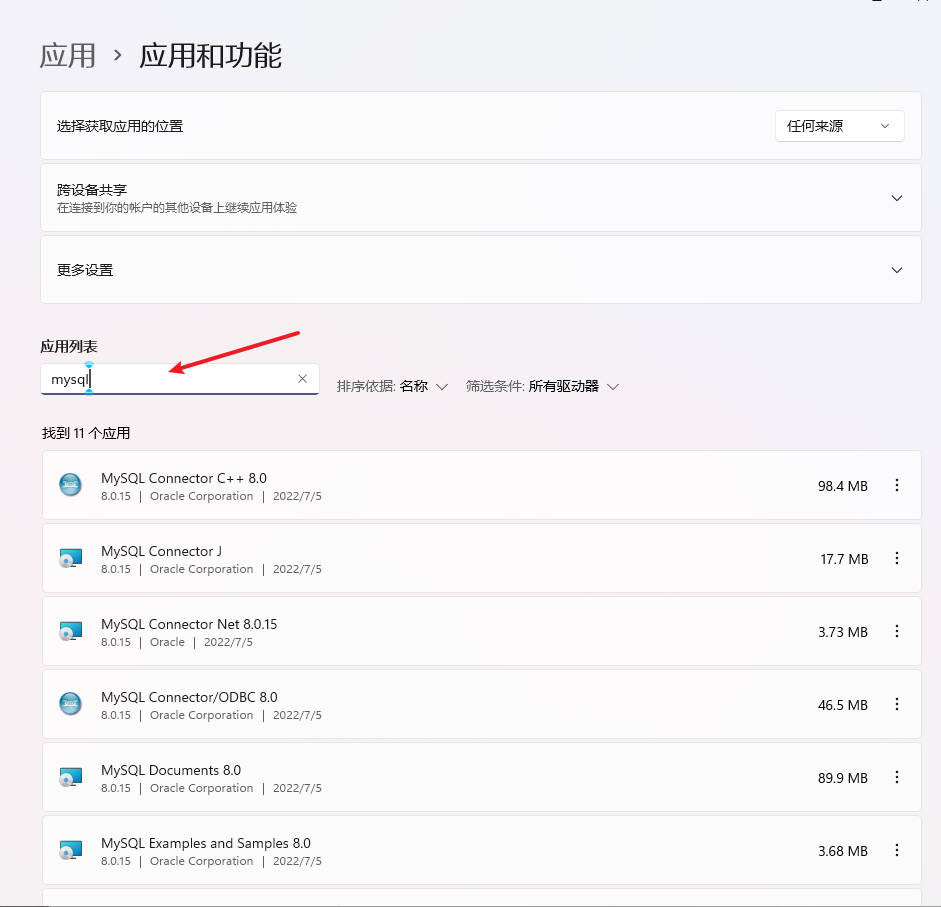 应用 › 应用和功能
选择获取应用的位置
任何来源
跨设备共享
在连接到你的帐户的其他设备上继续应用体验
更多设置
应用列表
mysql
排序依据: 名称 筛选条件: 所有驱动器
找到 11 个应用
MySQL Connector C++ 8.0
8.0.15 | Oracle Corporation | 2022/7/5
98.4 MB
MySQL Connector J
8.0.15 | Oracle Corporation | 2022/7/5
17.7 MB
MySQL Connector Net 8.0.15
8.0.15 | Oracle | 2022/7/5
3.73 MB
MySQL Connector/ODBC 8.0
8.0.15 | Oracle Corporation | 2022/7/5
46.5 MB
MySQL Documents 8.0
8.0.15 | Oracle Corporation | 2022/7/5
89.9 MB
MySQL Examples and Samples 8.0
8.0.15 | Oracle Corporation | 2022/7/5
3.68 MB